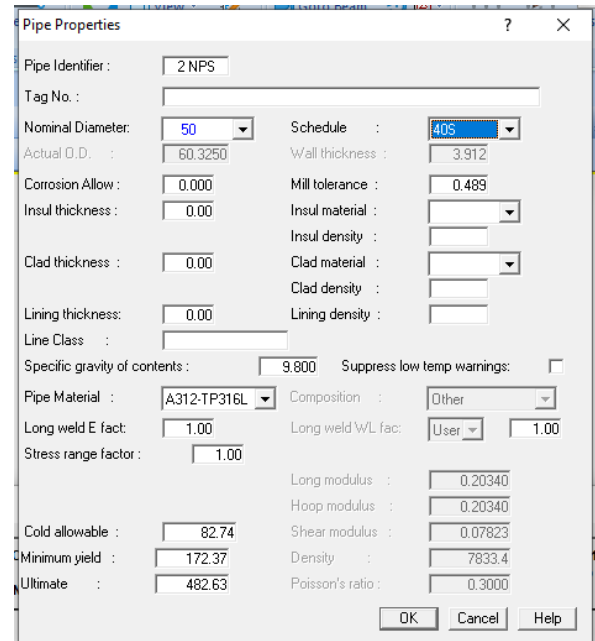 Pipe Properties ? ×
Pipe Identifier : 2 NPS
Tag No. :
Nominal Diameter: 50 Schedule : 40S
Actual O.D. : 60.3250 Wall thickness : 3.912
Corrosion Allow : 0.000 Mill tolerance : 0.489
Insul thickness : 0.00 Insul material :
Insul density :
Clad thickness : 0.00 Clad material :
Clad density :
Lining thickness: 0.00 Lining density :
Line Class :
Specific gravity of contents : 9.800 Suppress low temp warnings:
Pipe Material : A312-TP316L Composition : Other
Long weld E fact: 1.00 Long weld WL fac: User 1.00
Stress range factor : 1.00
Long modulus : 0.20340
Hoop modulus : 0.20340
Cold allowable : 82.74 Shear modulus : 0.07823
Minimum yield : 172.37 Density : 7833.4
Ultimate : 482.63 Poisson's ratio : 0.3000
OK Cancel Help